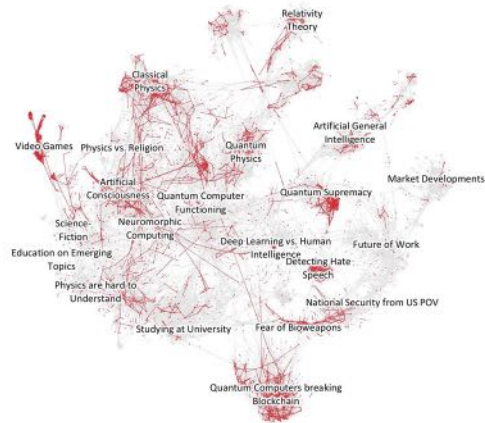 Relativity
Theory
Classical
Physics
Artificial General
Intelligence
Video Games
Physics vs. Religion
Quantum
Physics
Market Developments
Artificial
Consciousness
Quantum Computer
Functioning
Quantum Supremacy
Science-
Fiction
Neuromorphic
Computing
Deep Learning vs. Human
Intelligence
Future of Work
Education on Emerging
Topics
Detecting Hate
Speech
Physics are hard to
Understand
National Security from US POV
Studying at University
Fear of Bioweapons
Quantum Computers breaking
Blockchain